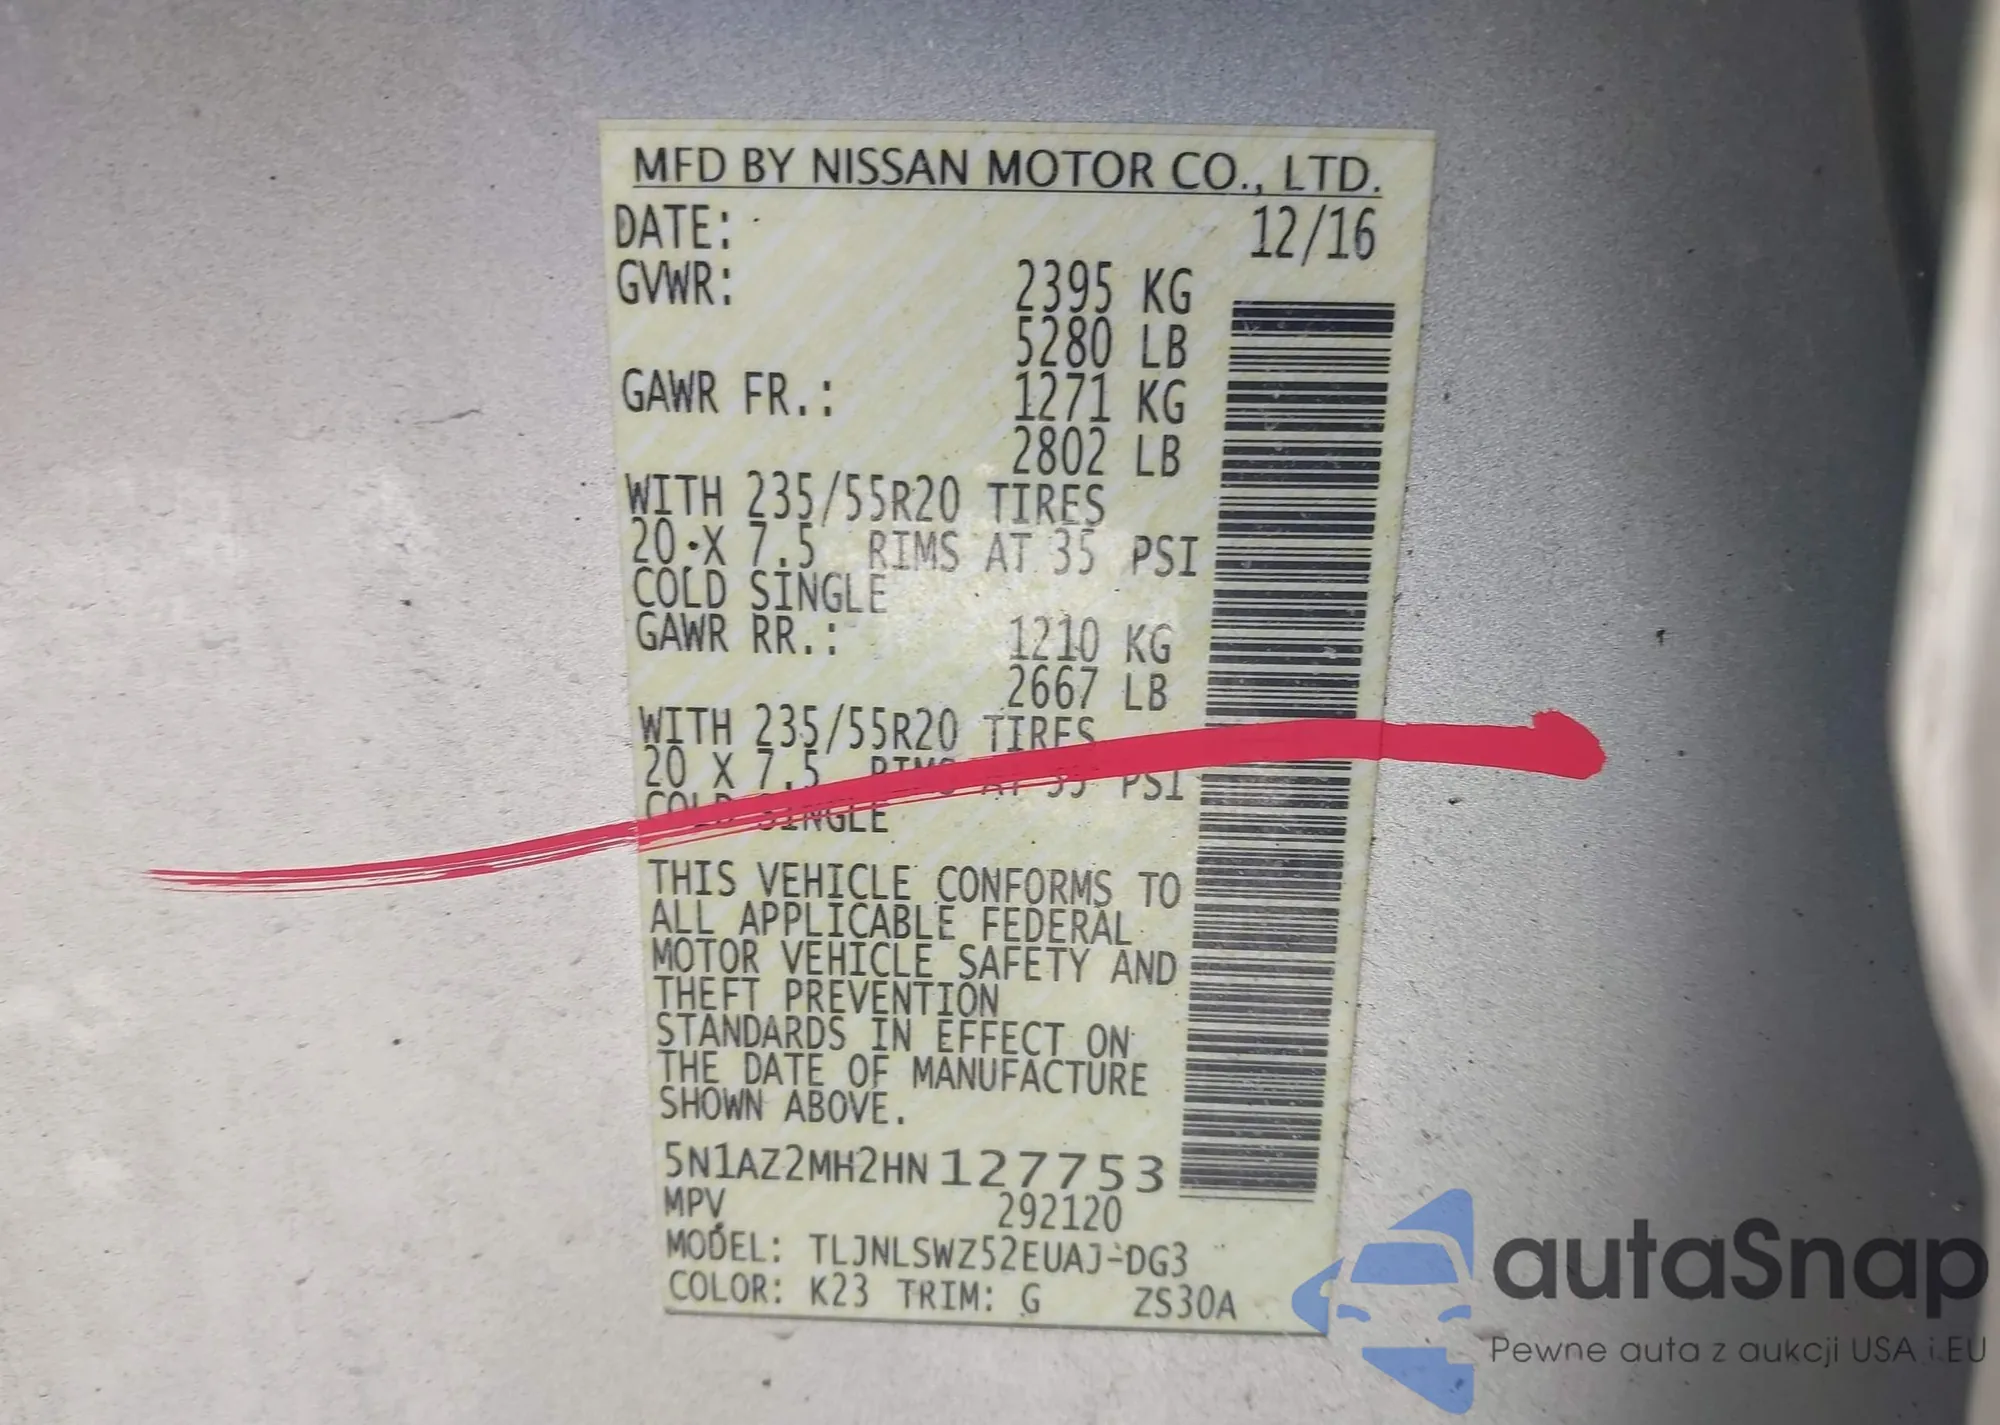 MFD BY NISSAN MOTOR CO., LTD.
DATE: 12/16
GVWR: 2395 KG
5280 LB
GAWR FR.: 1271 KG
2802 LB
WITH 235/55R20 TIRES
20 X 7.5 RIMS AT 35 PSI
COLD SINGLE
GAWR RR.: 1210 KG
2667 LB
WITH 235/55R20 TIRES
20 X 7.5 RIMS AT 35 PSI
COLD SINGLE
THIS VEHICLE CONFORMS TO
ALL APPLICABLE FEDERAL
MOTOR VEHICLE SAFETY AND
THEFT PREVENTION
STANDARDS IN EFFECT ON
THE DATE OF MANUFACTURE
SHOWN ABOVE.
5N1AZ2MH2HN127753
MPV 292120
MODEL: TLJNLSWZ52EUAJ-DG3
COLOR: K23 TRIM: G ZS30A
autaSnap
Pewne auta z aukcji USA i EU